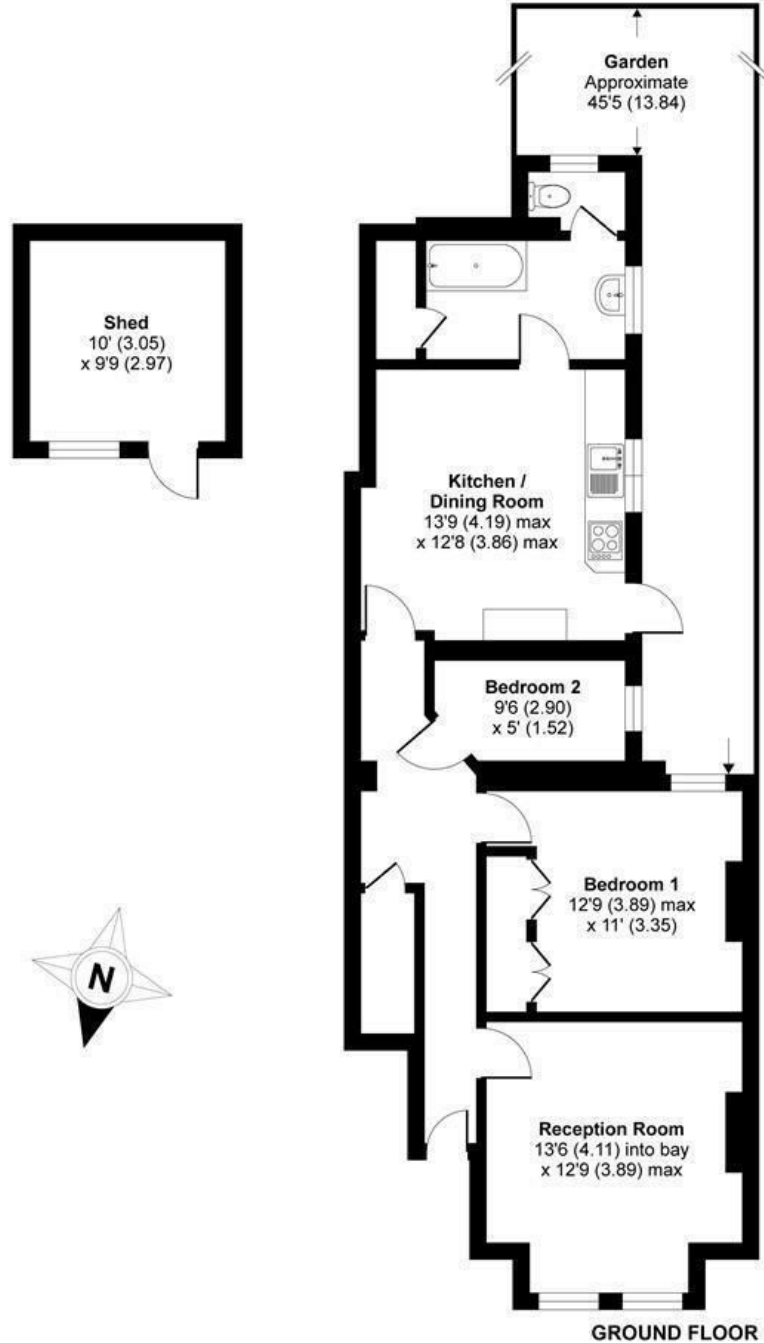 Garden
Approximate
45'5 (13.84)
Shed
10' (3.05)
x 9'9 (2.97)
Kitchen /
Dining Room
13'9 (4.19) max
x 12'8 (3.86) max
Bedroom 2
9'6 (2.90)
x 5' (1.52)
Bedroom 1
12'9 (3.89) max
x 11' (3.35)
N
Reception Room
13'6 (4.11) into bay
x 12'9 (3.89) max
GROUND FLOOR